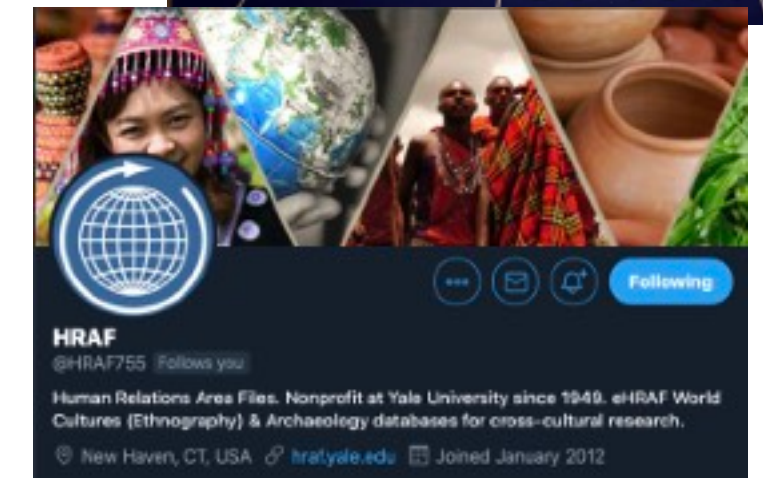 Following
HRAF
@HRAF755 Follows you
Human Relations Area Files. Nonprofit at Yale University since 1949. eHRAF World
Cultures (Ethnography) & Archaeology databases for cross-cultural research.
New Haven, CT, USA hraf.yale.edu Joined January 2012